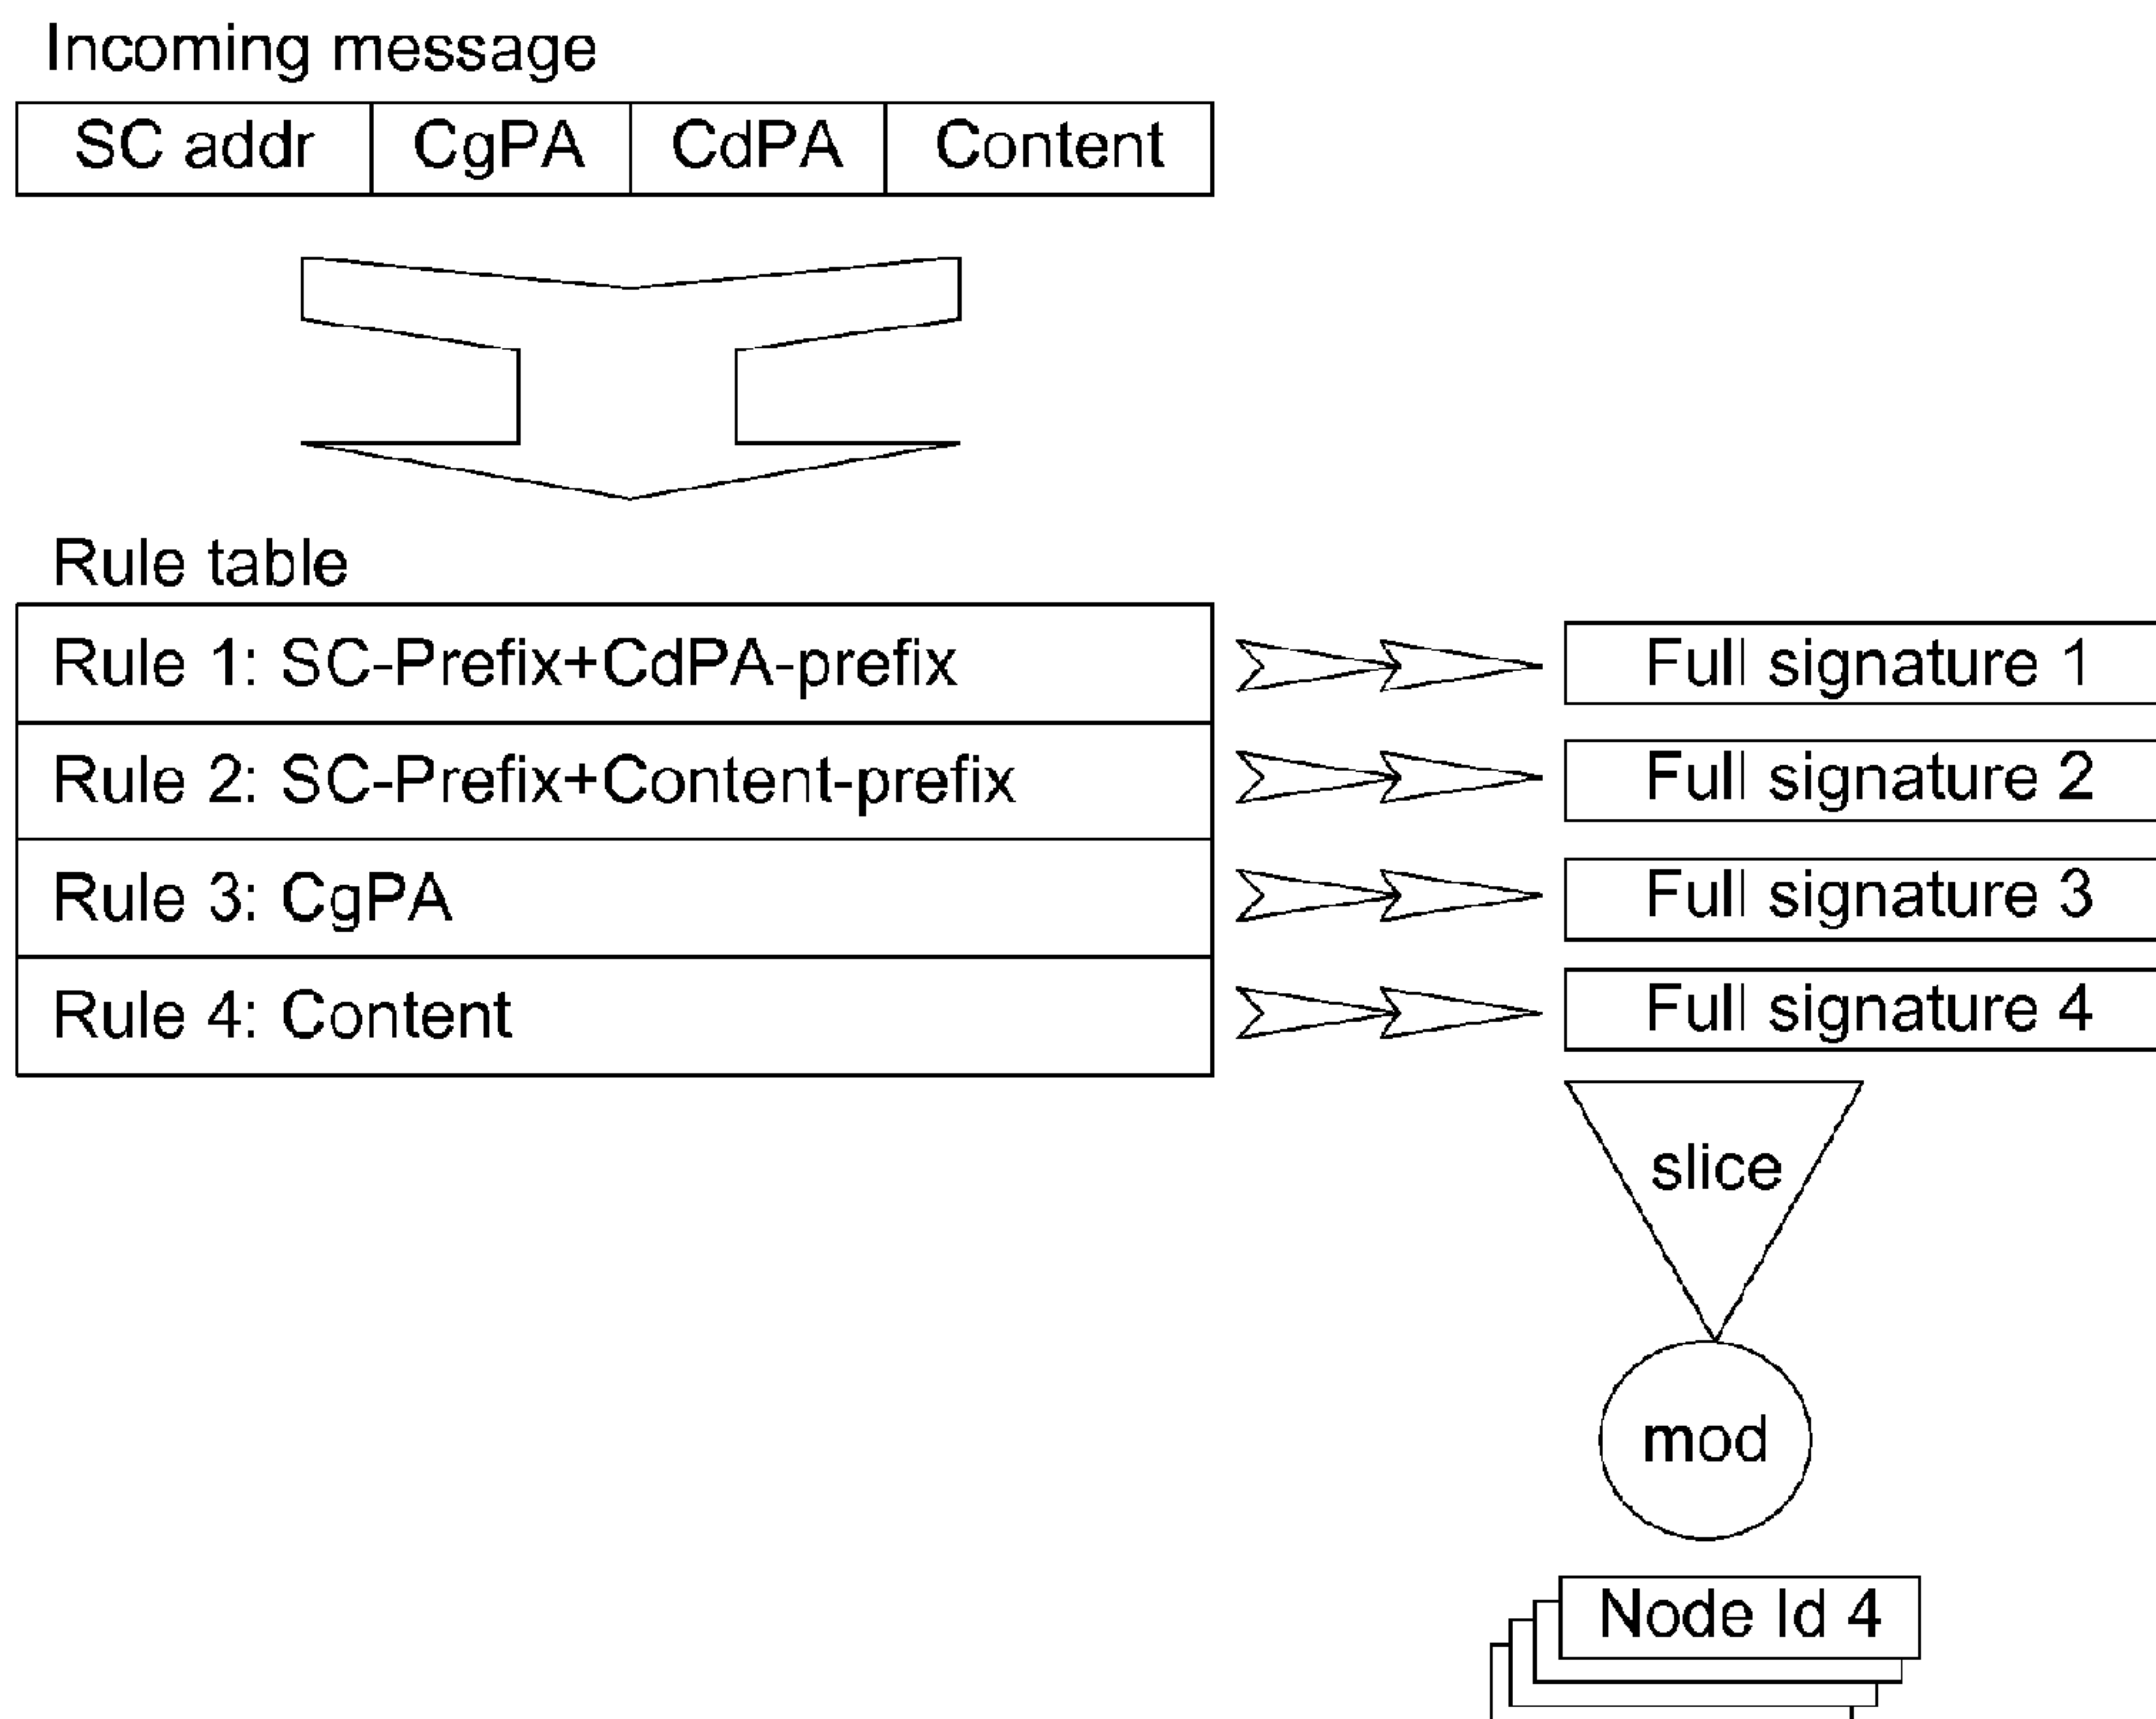 Incoming message
SC addr CgPA CdPA Content
Rule table
Rule 1: SC-Prefix+CdPA-prefix Full signature 1
Rule 2: SC-Prefix+Content-prefix Full signature 2
Rule 3: CgPA Full signature 3
Rule 4: Content Full signature 4
slice
mod
Node Id 4